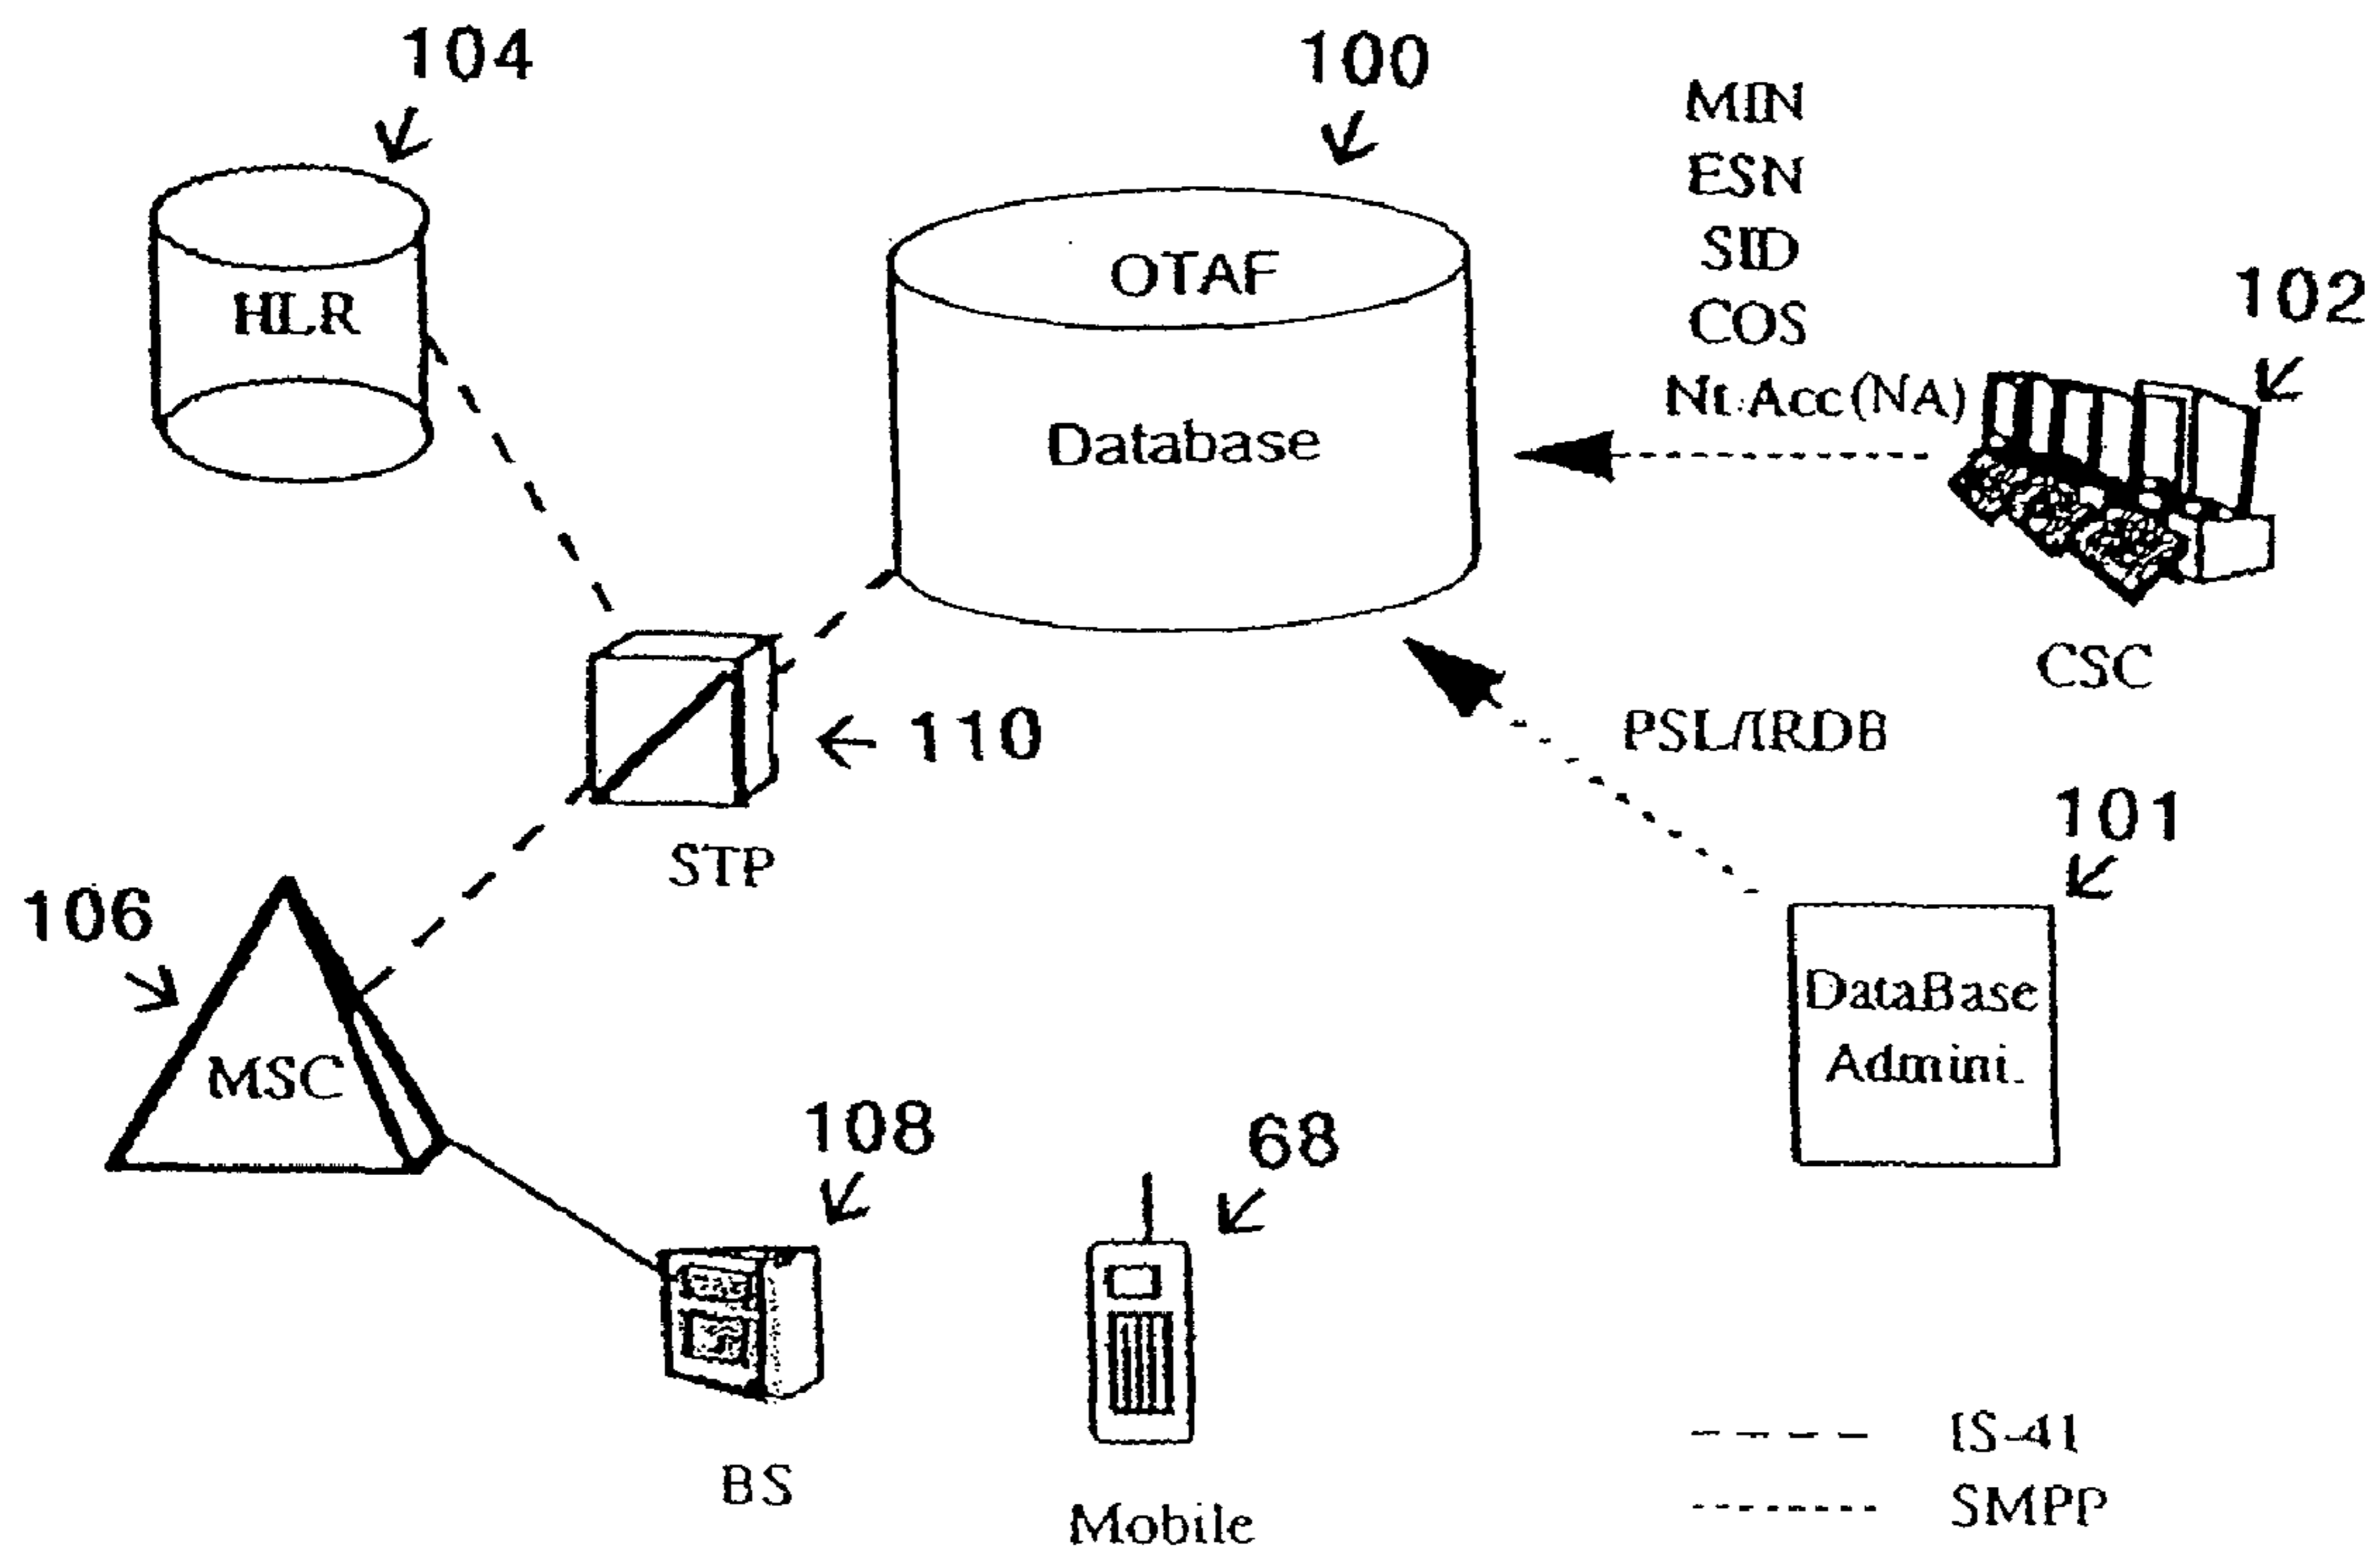 104
100
MIN
ESN
SID
COS
Nt.Acc(NA)
102
HLR
OTAF
Database
CSC
110
PSL/IRDB
STP
101
106
DataBase
Admini.
MSC
108
68
BS
Mobile
IS-41
SMPP